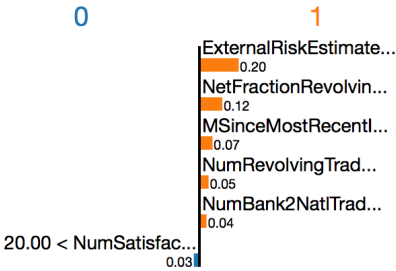 0 1
ExternalRiskEstimate...
0.20
NetFractionRevolvin...
0.12
MSinceMostRecentI...
0.07
NumRevolvingTrad...
0.05
NumBank2NatlTrad...
0.04
20.00 < NumSatisfac...
0.03